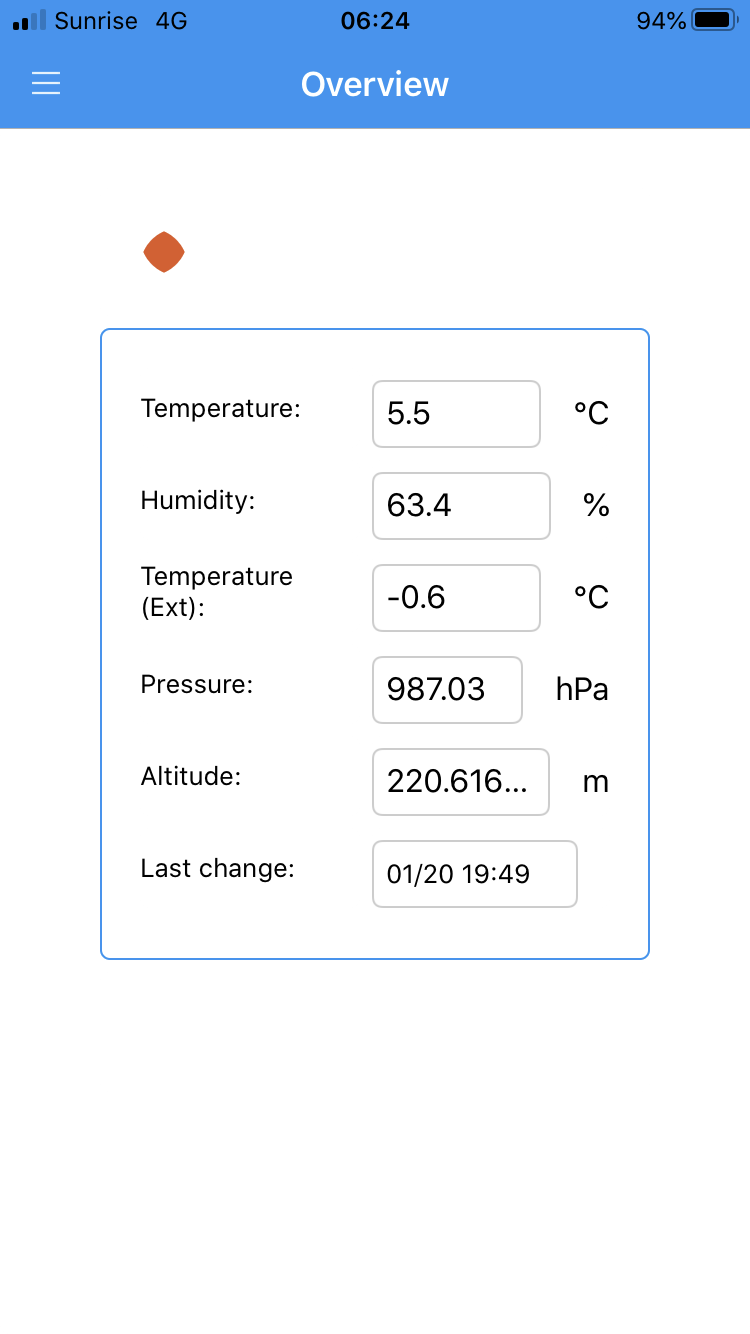 Sunrise 4G 06:24 94%
Overview
Temperature: 5.5 °C
Humidity: 63.4 %
Temperature
(Ext): -0.6 °C
Pressure: 987.03 hPa
Altitude: 220.616... m
Last change: 01/20 19:49